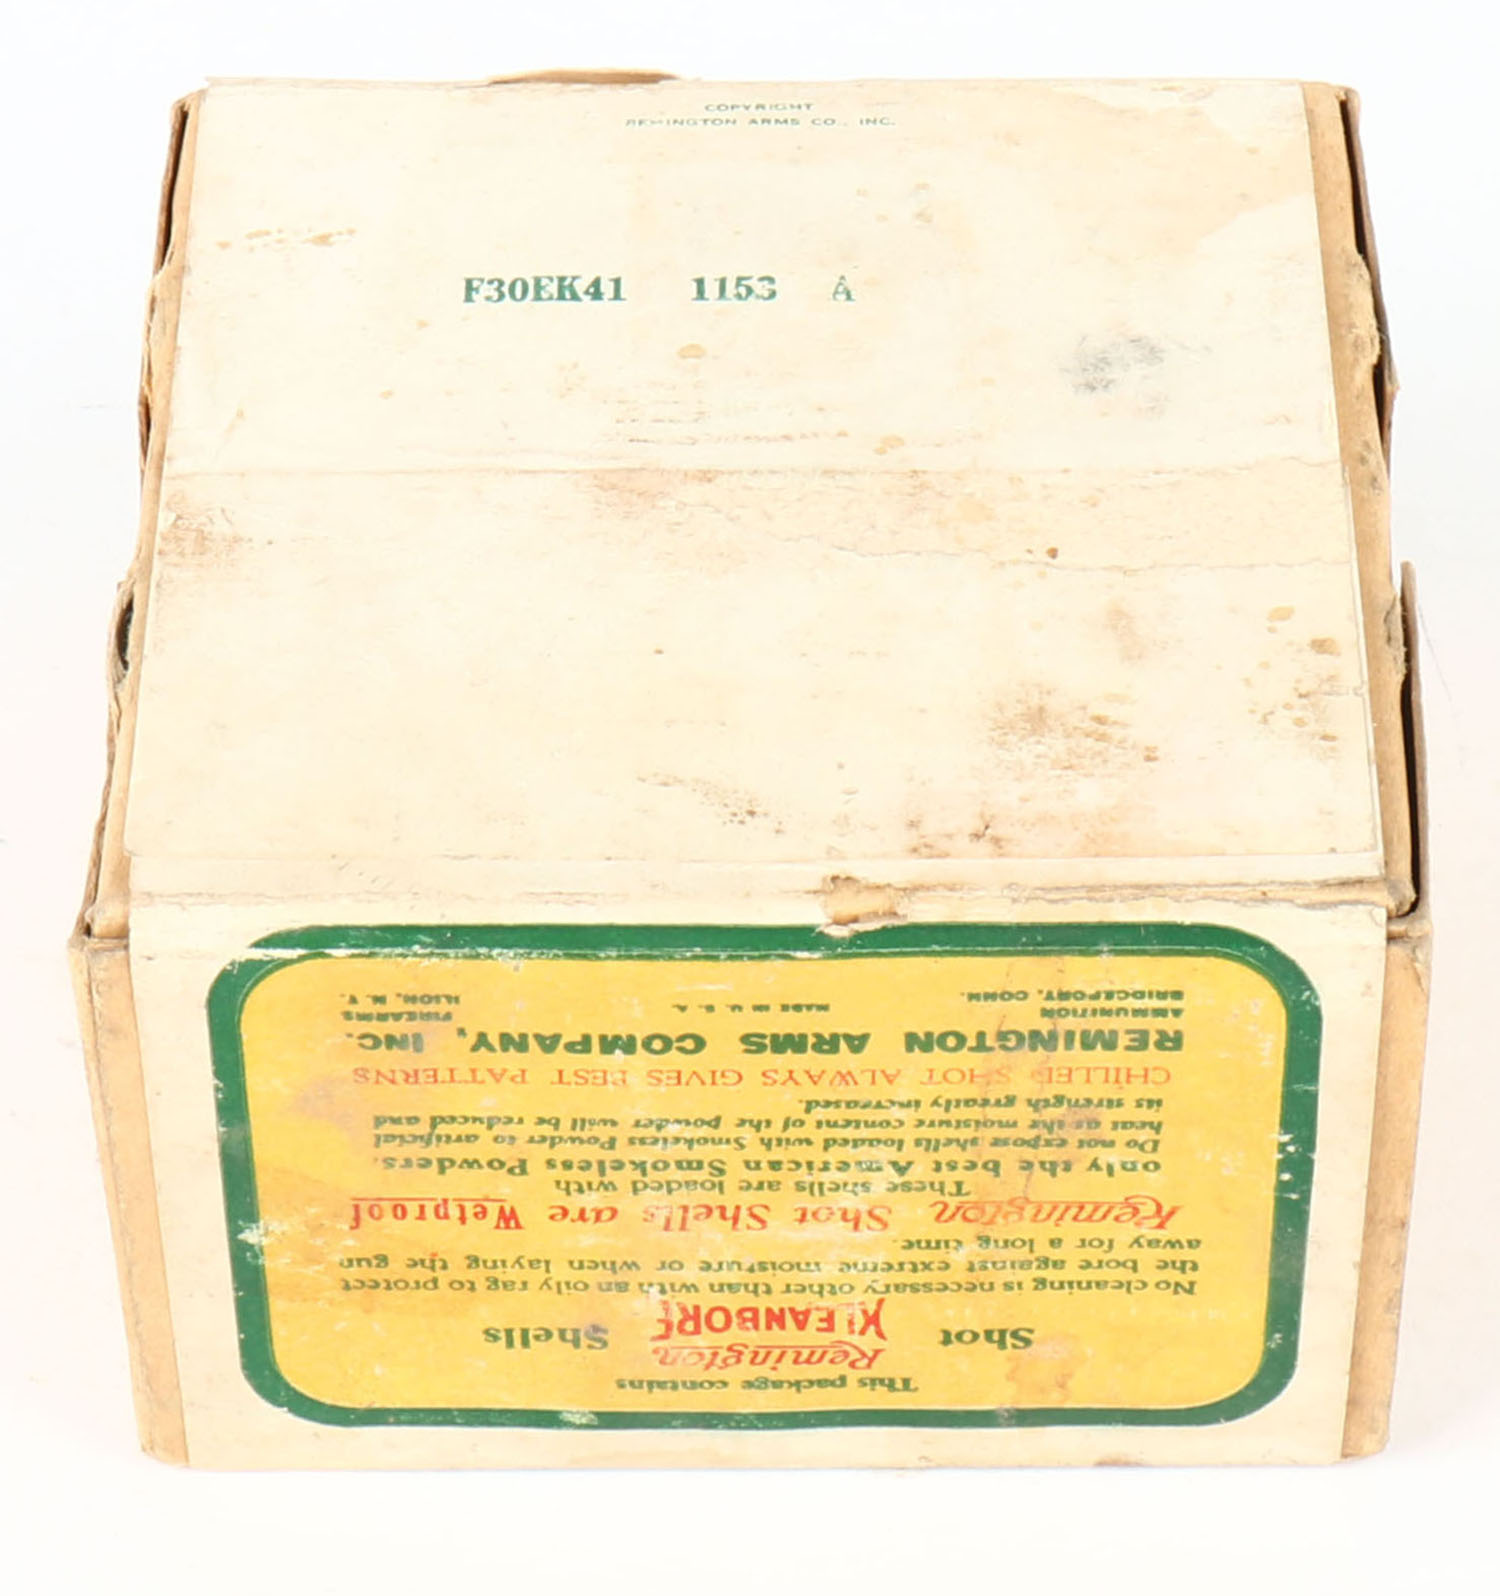 COPYRIGHT
REMINGTON ARMS CO., INC.
F30EK41 1153 A
This package contains
Remington
Shot KLEANBORE Shells
No cleaning is necessary other than with an oily rag to protect
the bore against extreme moisture or when laying the gun
away for a long time.
Remington Shot Shells are Wetproof
These shells are loaded with
only the best American Smokeless Powders.
Do not expose shells loaded with Smokeless Powder to artificial
heat as the moisture content of the powder will be reduced and
its strength greatly increased.
CHILLED SHOT ALWAYS GIVES BEST PATTERNS
REMINGTON ARMS COMPANY, INC.
AMMUNITION FIREARMS
BRIDGEPORT, CONN. MADE IN U. S. A. ILION, N. Y.